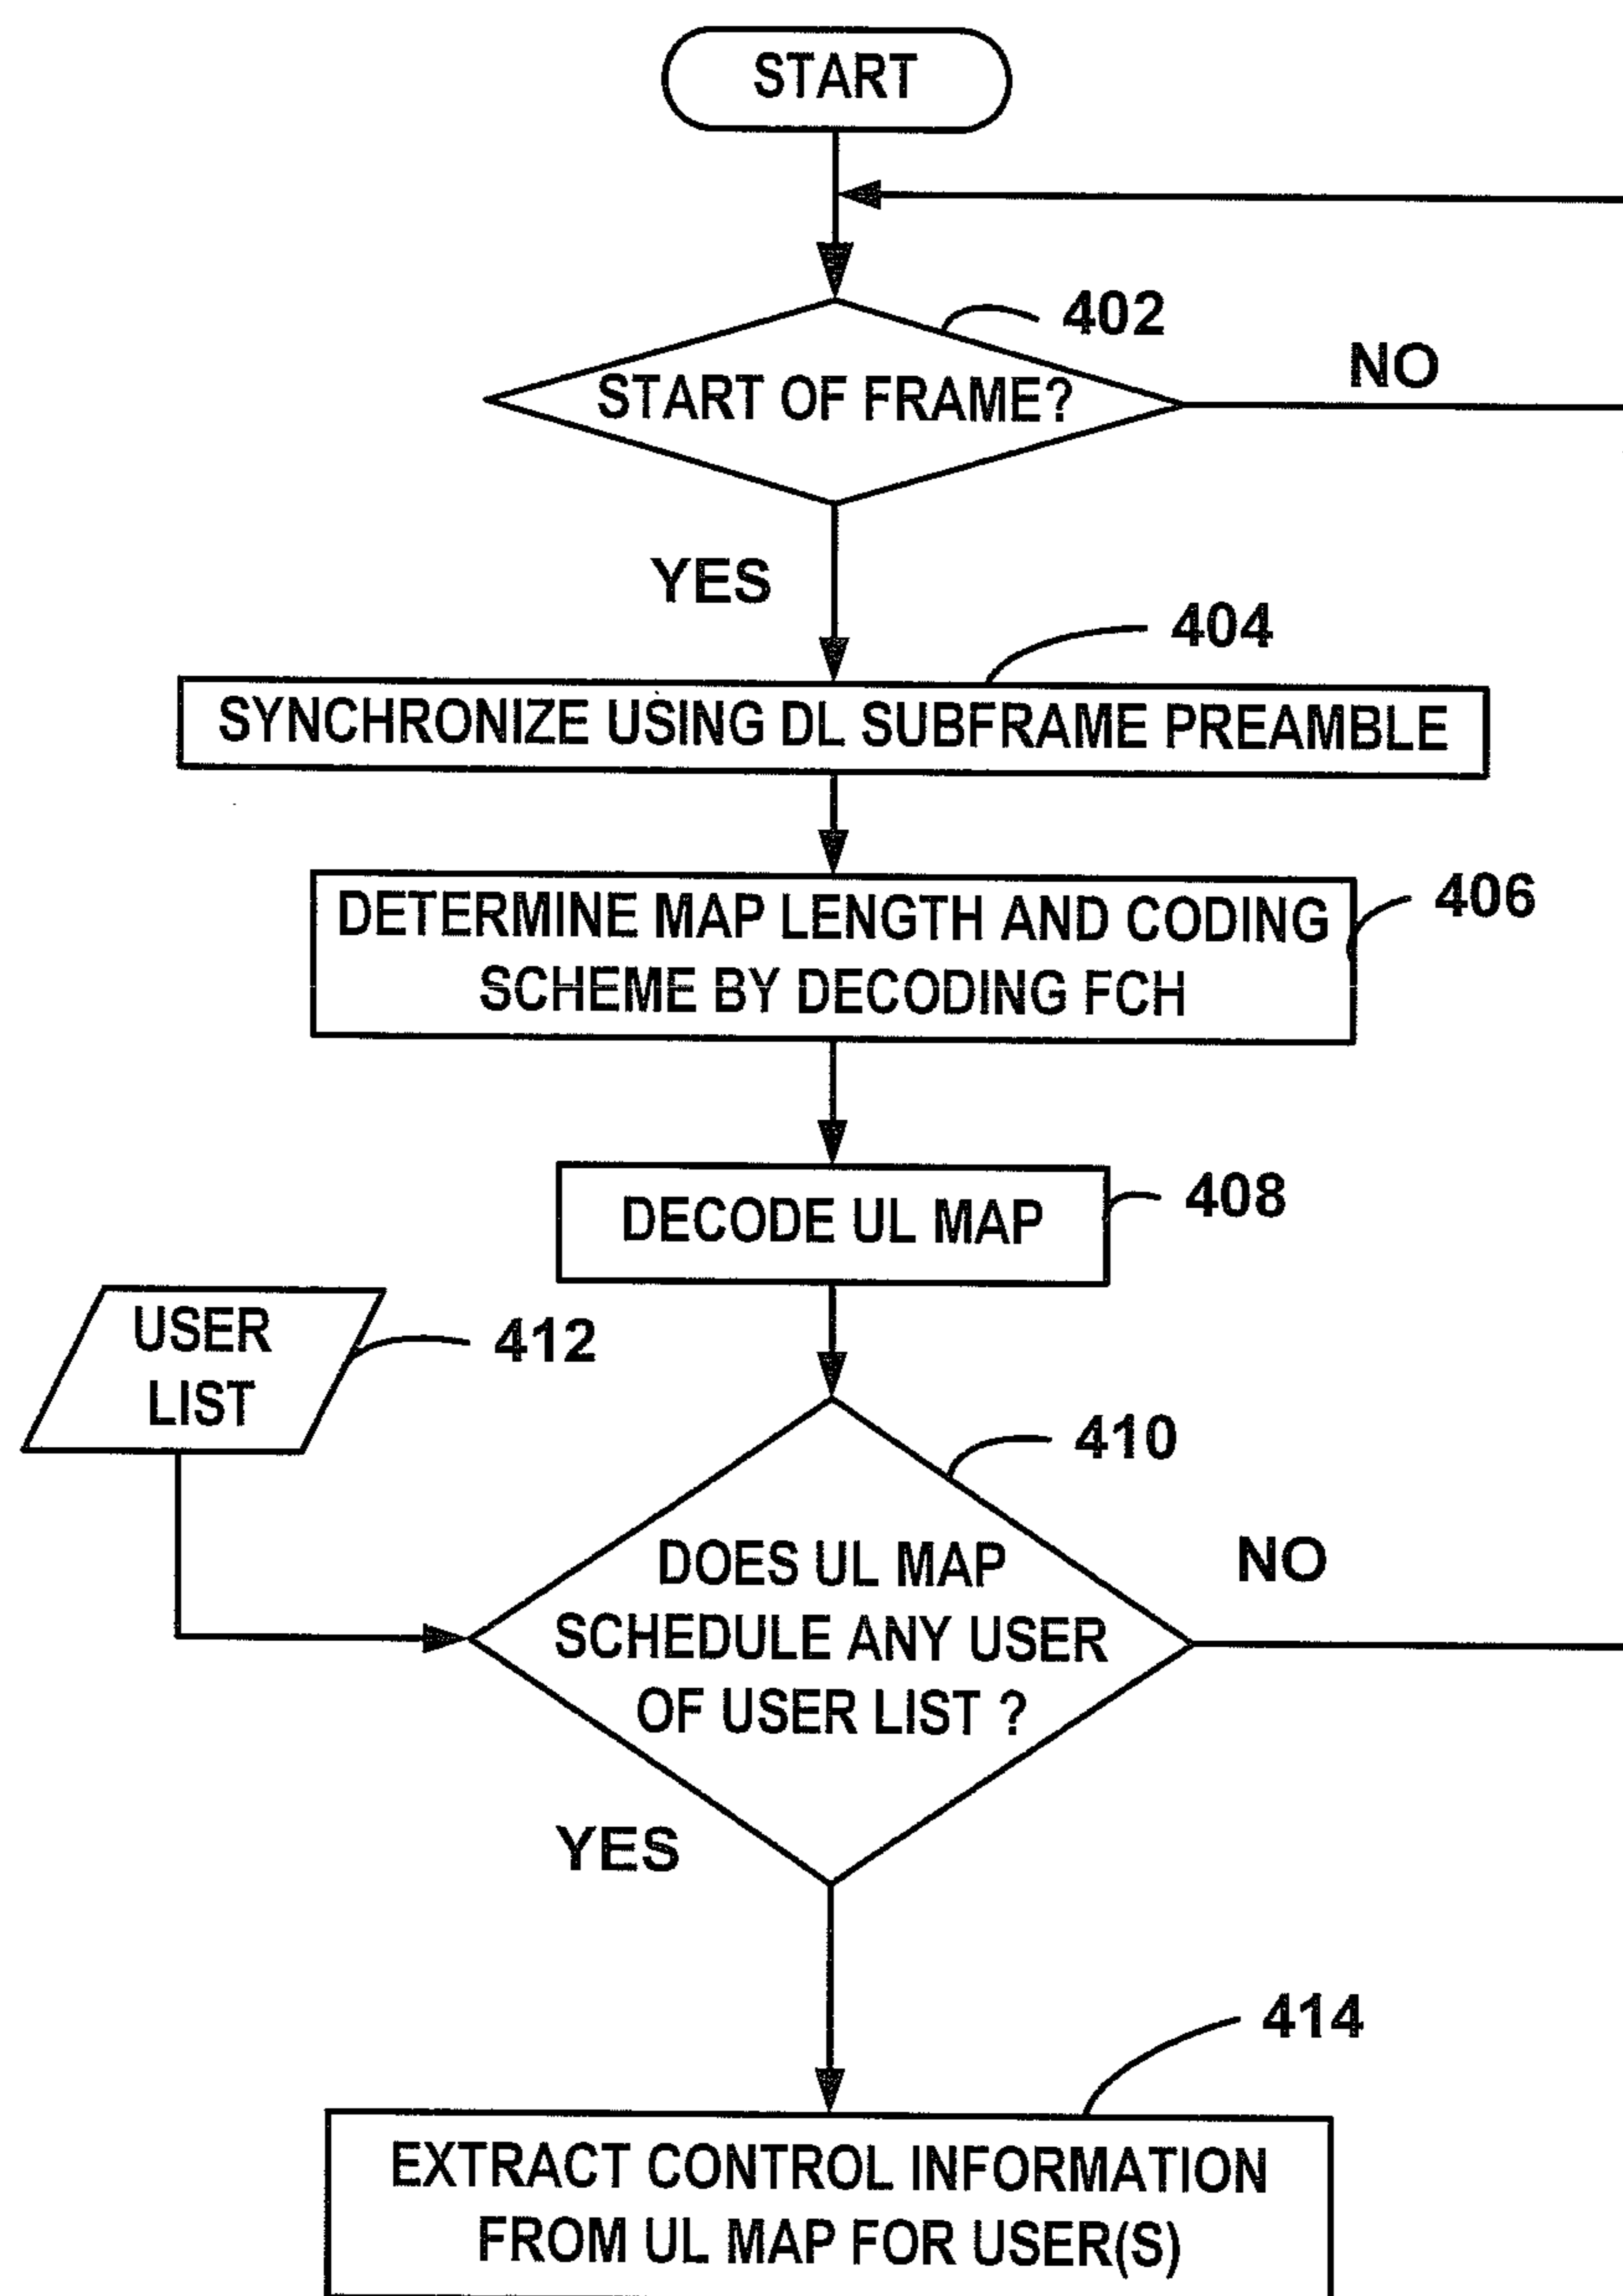 START
402
START OF FRAME?
NO
YES
404
SYNCHRONIZE USING DL SUBFRAME PREAMBLE
DETERMINE MAP LENGTH AND CODING
SCHEME BY DECODING FCH
406
DECODE UL MAP
408
USER
LIST
412
410
DOES UL MAP
SCHEDULE ANY USER
OF USER LIST ?
NO
YES
414
EXTRACT CONTROL INFORMATION
FROM UL MAP FOR USER(S)